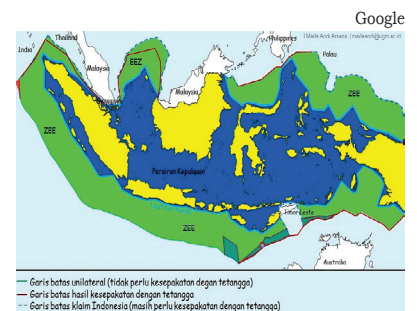 Google
I Made Andi Arsana | madeandi@ugm.ac.id
Thailand
Philippines
India
EEZ
Palau
Malaysia
Malaysia
ZEE
ZEE
Perairan Kepulauan
Timor Leste
ZEE
Australia
Garis batas unilateral (tidak perlu kesepakatan degan tetangga)
Garis batas hasil kesepakatan dengan tetangga
Garis batas klaim Indonesia (masih perlu kesepakatan dengan tetangga)